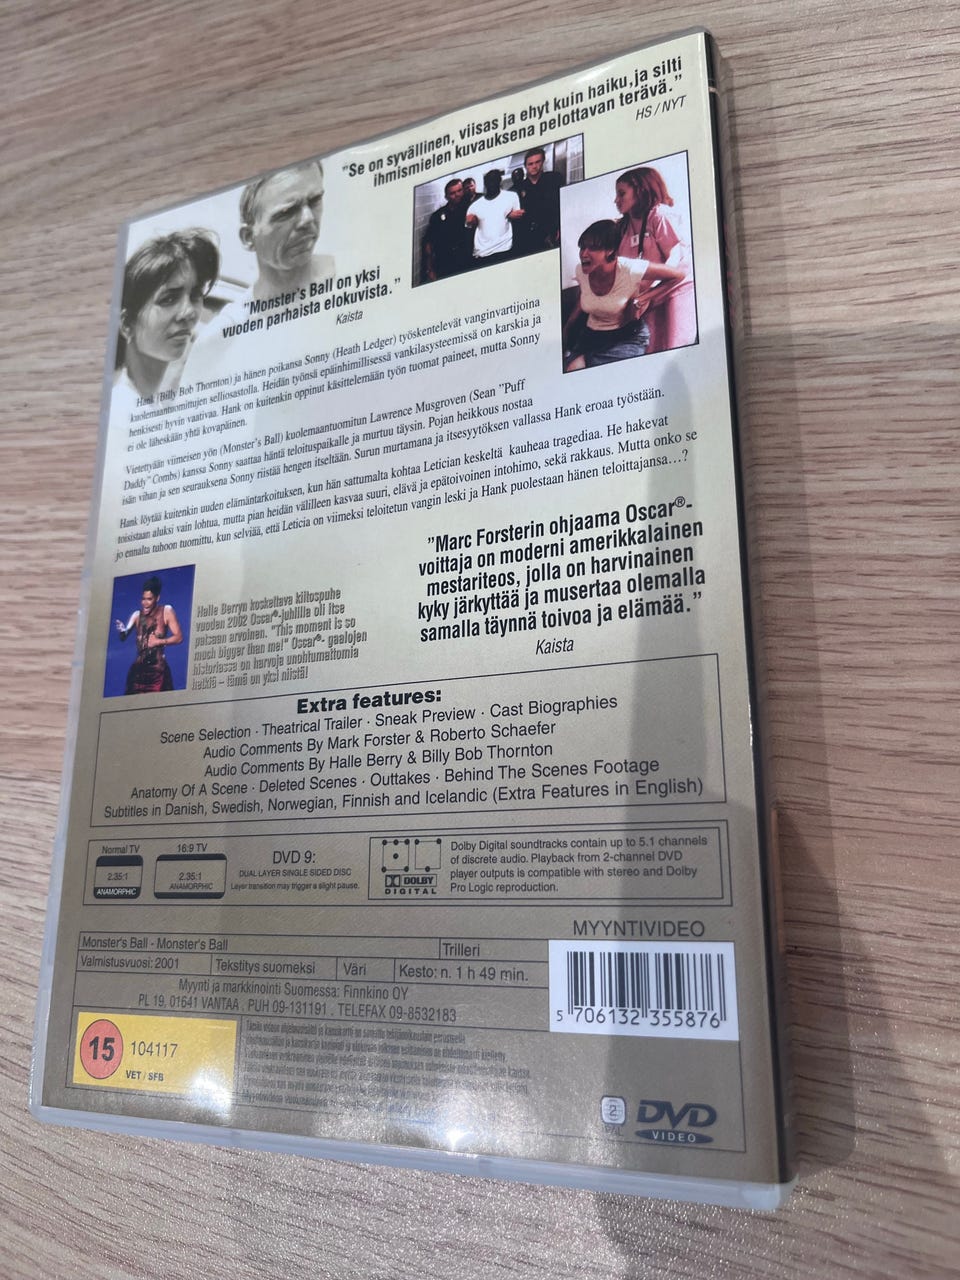 "Se on syvällinen, viisas ja ehyt kuin haiku, ja silti
ihmismielen kuvauksena pelottavan terävä."
HS / NYT
"Monster's Ball on yksi
vuoden parhaista elokuvista."
Kaista
Hank (Billy Bob Thornton) ja hänen poikansa Sonny (Heath Ledger) työskentelevät vanginvartijoina
kuolemaantuomittujen selliosastolla. Heidän työnsä epäinhimillisessä vankilasysteemissä on karskia ja
henkisesti hyvin vaativaa. Hank on kuitenkin oppinut käsittelemään työn tuomat paineet, mutta Sonny
ei ole läheskään yhtä kovapäinen.
Vietettyään viimeisen yön (Monster's Ball) kuolemaantuomitun Lawrence Musgroven (Sean "Puff
Daddy" Combs) kanssa Sonny saattaa häntä teloituspaikalle ja murtuu täysin. Pojan heikkous nostaa
isän vihan ja sen seurauksena Sonny riistää hengen itseltään. Surun murtamana ja itsesyytöksen vallassa Hank eroaa työstään.
Hank löytää kuitenkin uuden elämäntarkoituksen, kun hän sattumalta kohtaa Letician keskeltä kauheaa tragediaa. He hakevat
toisistaan aluksi vain lohtua, mutta pian heidän välilleen kasvaa suuri, elävä ja epätoivoinen intohimo, sekä rakkaus. Mutta onko se
jo ennalta tuhoon tuomittu, kun selviää, että Leticia on viimeksi teloitetun vangin leski ja Hank puolestaan hänen teloittajansa...?
"Marc Forsterin ohjaama Oscar®-
voittaja on moderni amerikkalainen
mestariteos, jolla on harvinainen
kyky järkyttää ja musertaa olemalla
samalla täynnä toivoa ja elämää."
Kaista
Halle Berryn koskettava kiitospuhe
vuoden 2002 Oscar®-juhlilla oli itse
patsaan arvoinen. "This moment is so
much bigger than me!" Oscar®- gaalojen
historiassa on harvoja unohtumattomia
hetkiä – tämä on yksi niistä!
Extra features:
Scene Selection · Theatrical Trailer · Sneak Preview · Cast Biographies
Audio Comments By Mark Forster & Roberto Schaefer
Audio Comments By Halle Berry & Billy Bob Thornton
Anatomy Of A Scene · Deleted Scenes · Outtakes · Behind The Scenes Footage
Subtitles in Danish, Swedish, Norwegian, Finnish and Icelandic (Extra Features in English)
Normal TV
2.35:1
ANAMORPHIC
16:9 TV
2.35:1
ANAMORPHIC
DVD 9:
DUAL LAYER SINGLE SIDED DISC
Layer transition may trigger a slight pause.
DOLBY
DIGITAL
Dolby Digital soundtracks contain up to 5.1 channels
of discrete audio. Playback from 2-channel DVD
player outputs is compatible with stereo and Dolby
Pro Logic reproduction.
MYYNTIVIDEO
Monster's Ball - Monster's Ball
Trilleri
Valmistusvuosi: 2001
Tekstitys suomeksi
Väri
Kesto: n. 1 h 49 min.
Myynti ja markkinointi Suomessa: Finnkino OY
PL 19, 01641 VANTAA . PUH 09-131191 . TELEFAX 09-8532183
5 706132 355876
15
104117
VET / SFB
2
PAL
DVD
VIDEO